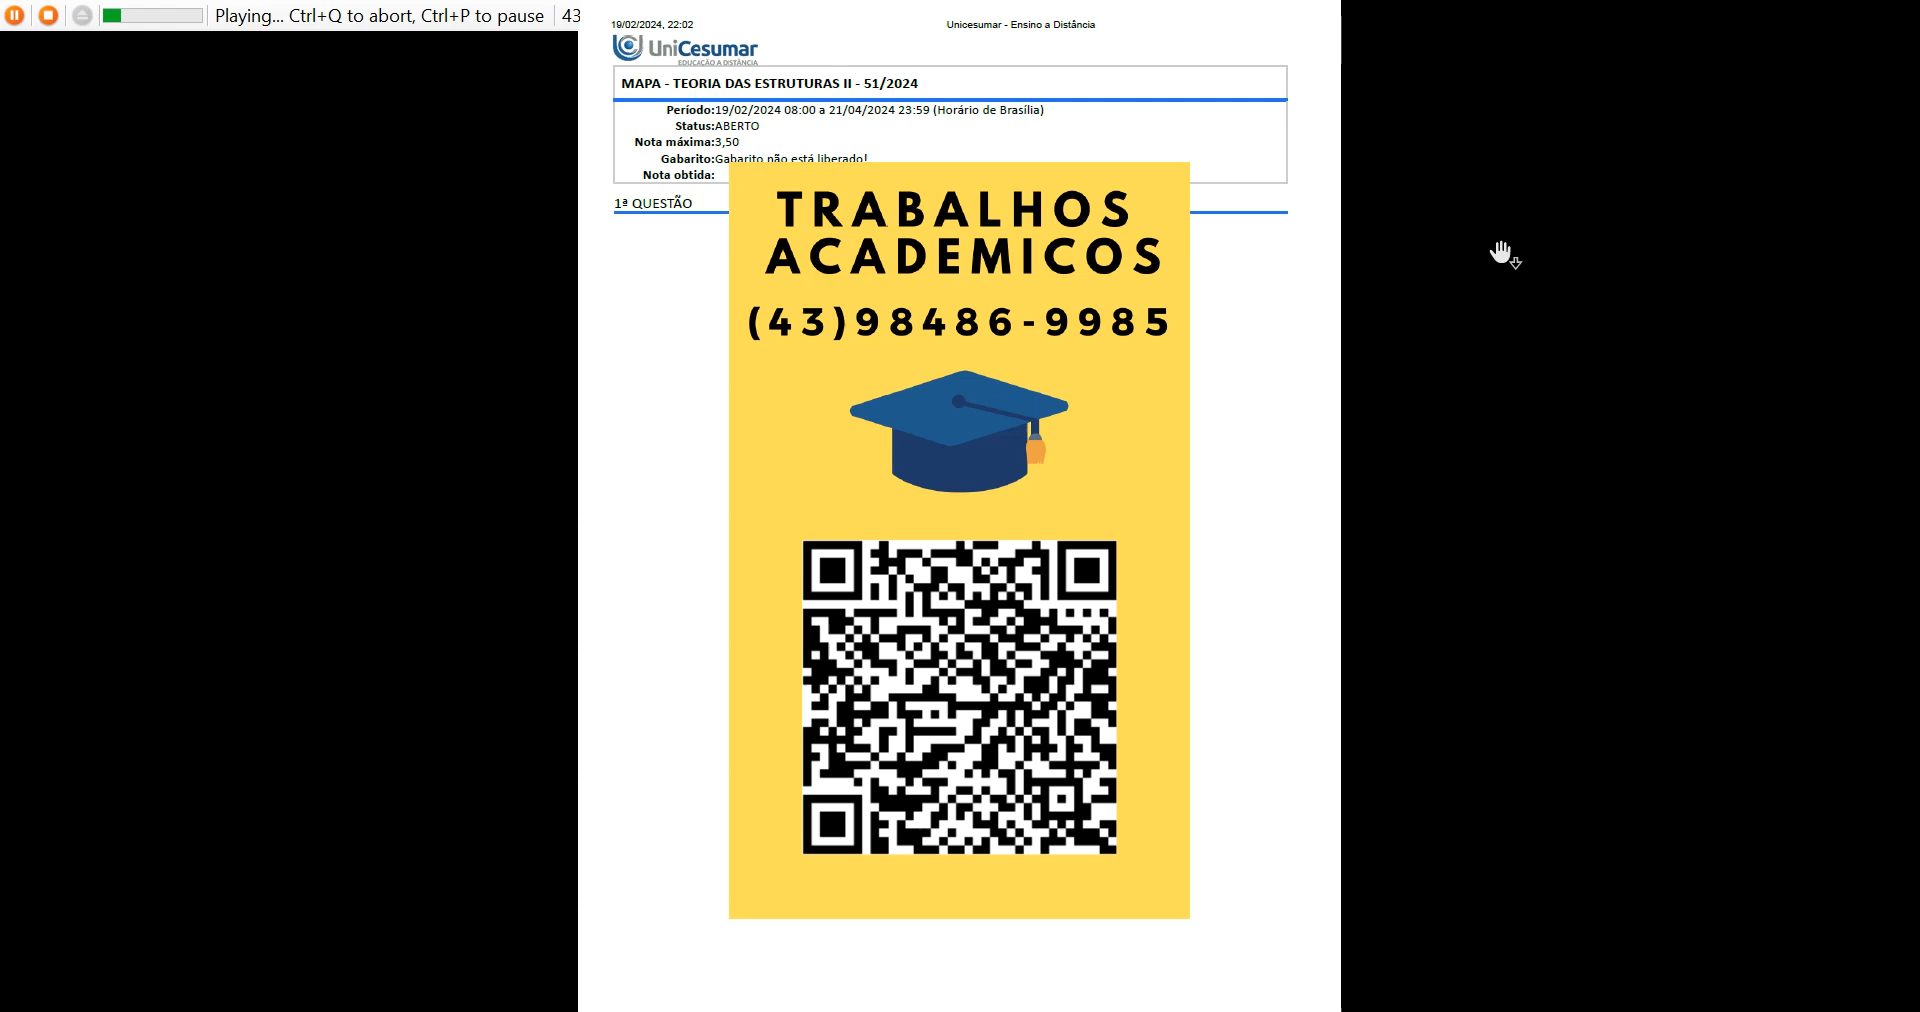 Playing... Ctrl+Q to abort, Ctrl+P to pause
43
19/02/2024, 22:02
Unicesumar - Ensino a Distância
UniCesumar
EDUCAÇÃO A DISTÂNCIA
MAPA - TEORIA DAS ESTRUTURAS II - 51/2024
Período:19/02/2024 08:00 a 21/04/2024 23:59 (Horário de Brasília)
Status:ABERTO
Nota máxima:3,50
Gabarito:Gabarito não está liberado!
Nota obtida:
1ª QUESTÃO
TRABALHOS
ACADEMICOS
(43)98486-9985